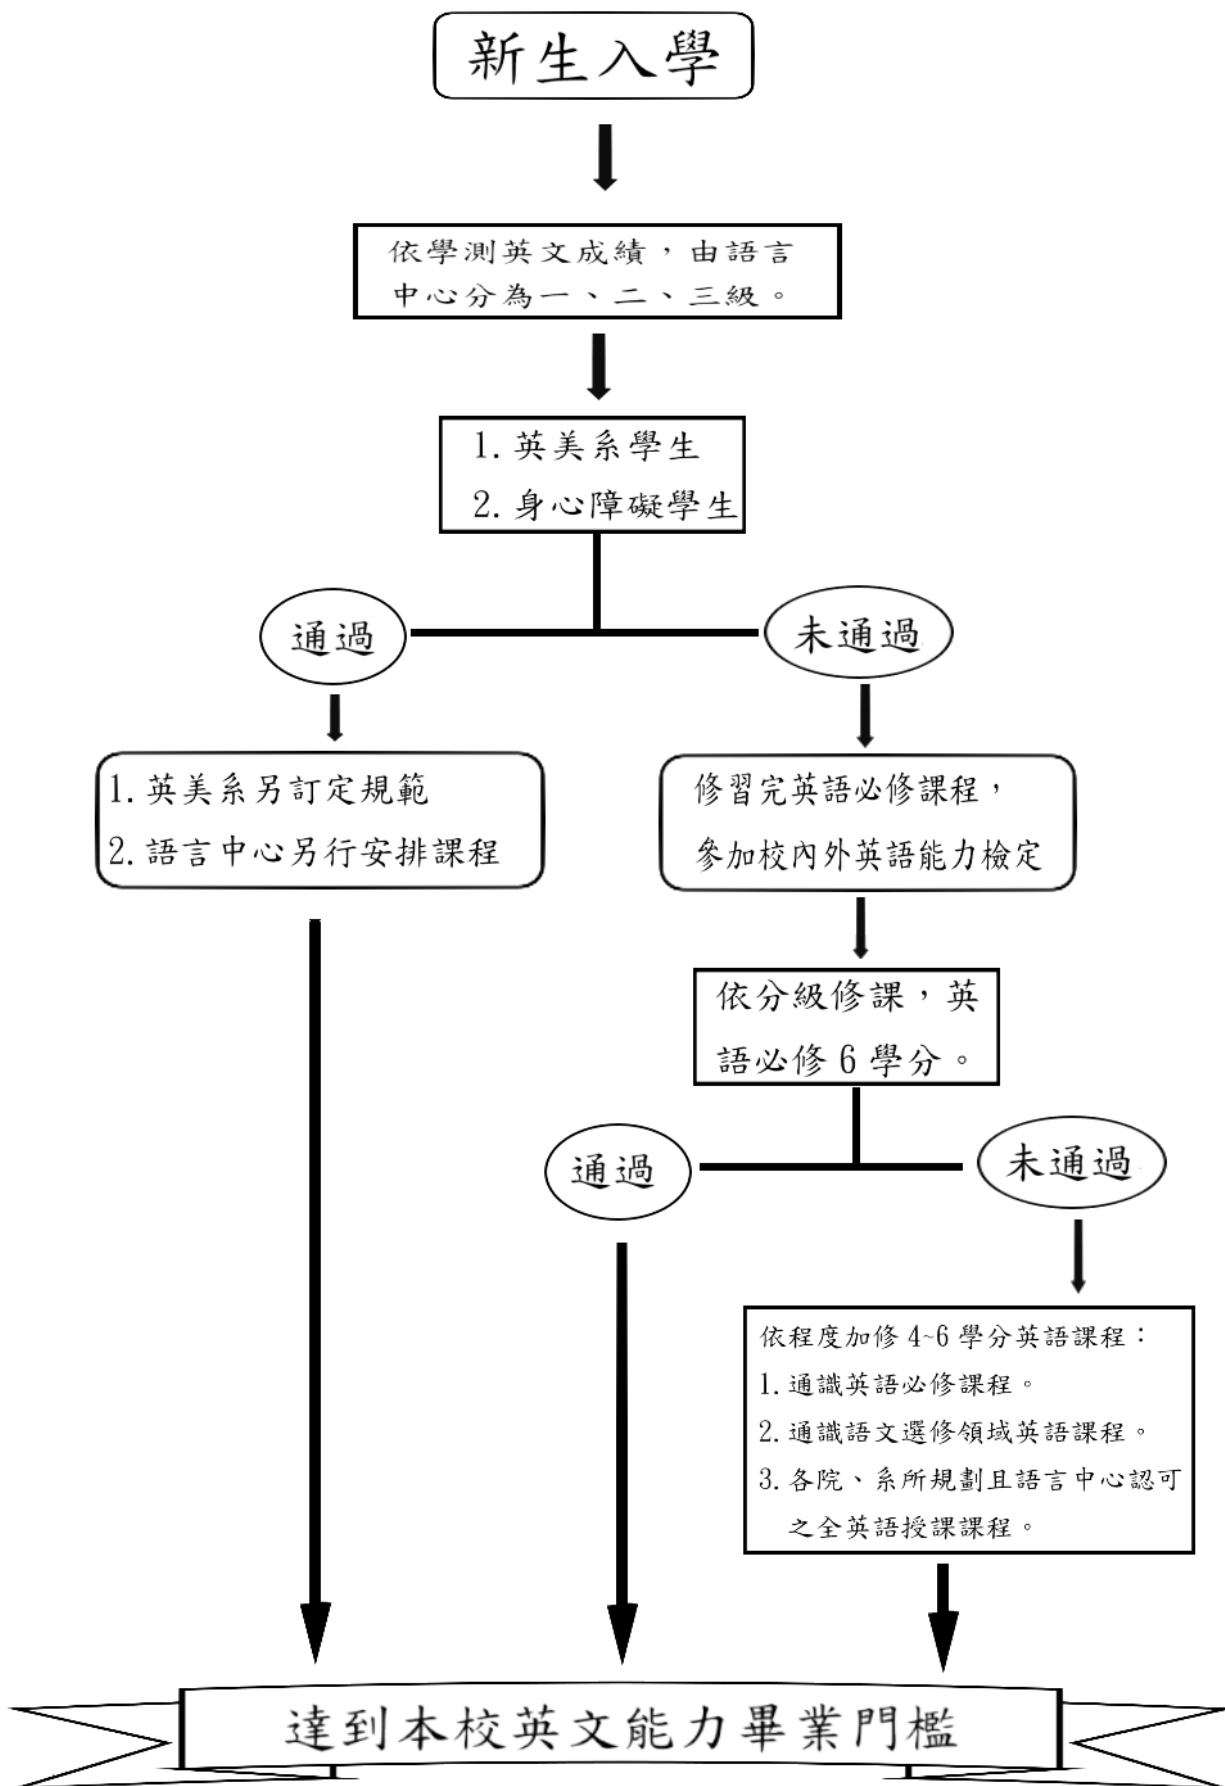 新生入學
依學測英文成績，由語言
中心分為一、二、三級。
1. 英美系學生
2. 身心障礙學生
通過
未通過
1. 英美系另訂定規範
2. 語言中心另行安排課程
修習完英語必修課程，
參加校內外英語能力檢定
依分級修課，英
語必修 6 學分。
通過
未通過
依程度加修 4~6 學分英語課程：
1. 通識英語必修課程。
2. 通識語文選修領域英語課程。
3. 各院、系所規劃且語言中心認可
之全英語授課課程。
達到本校英文能力畢業門檻